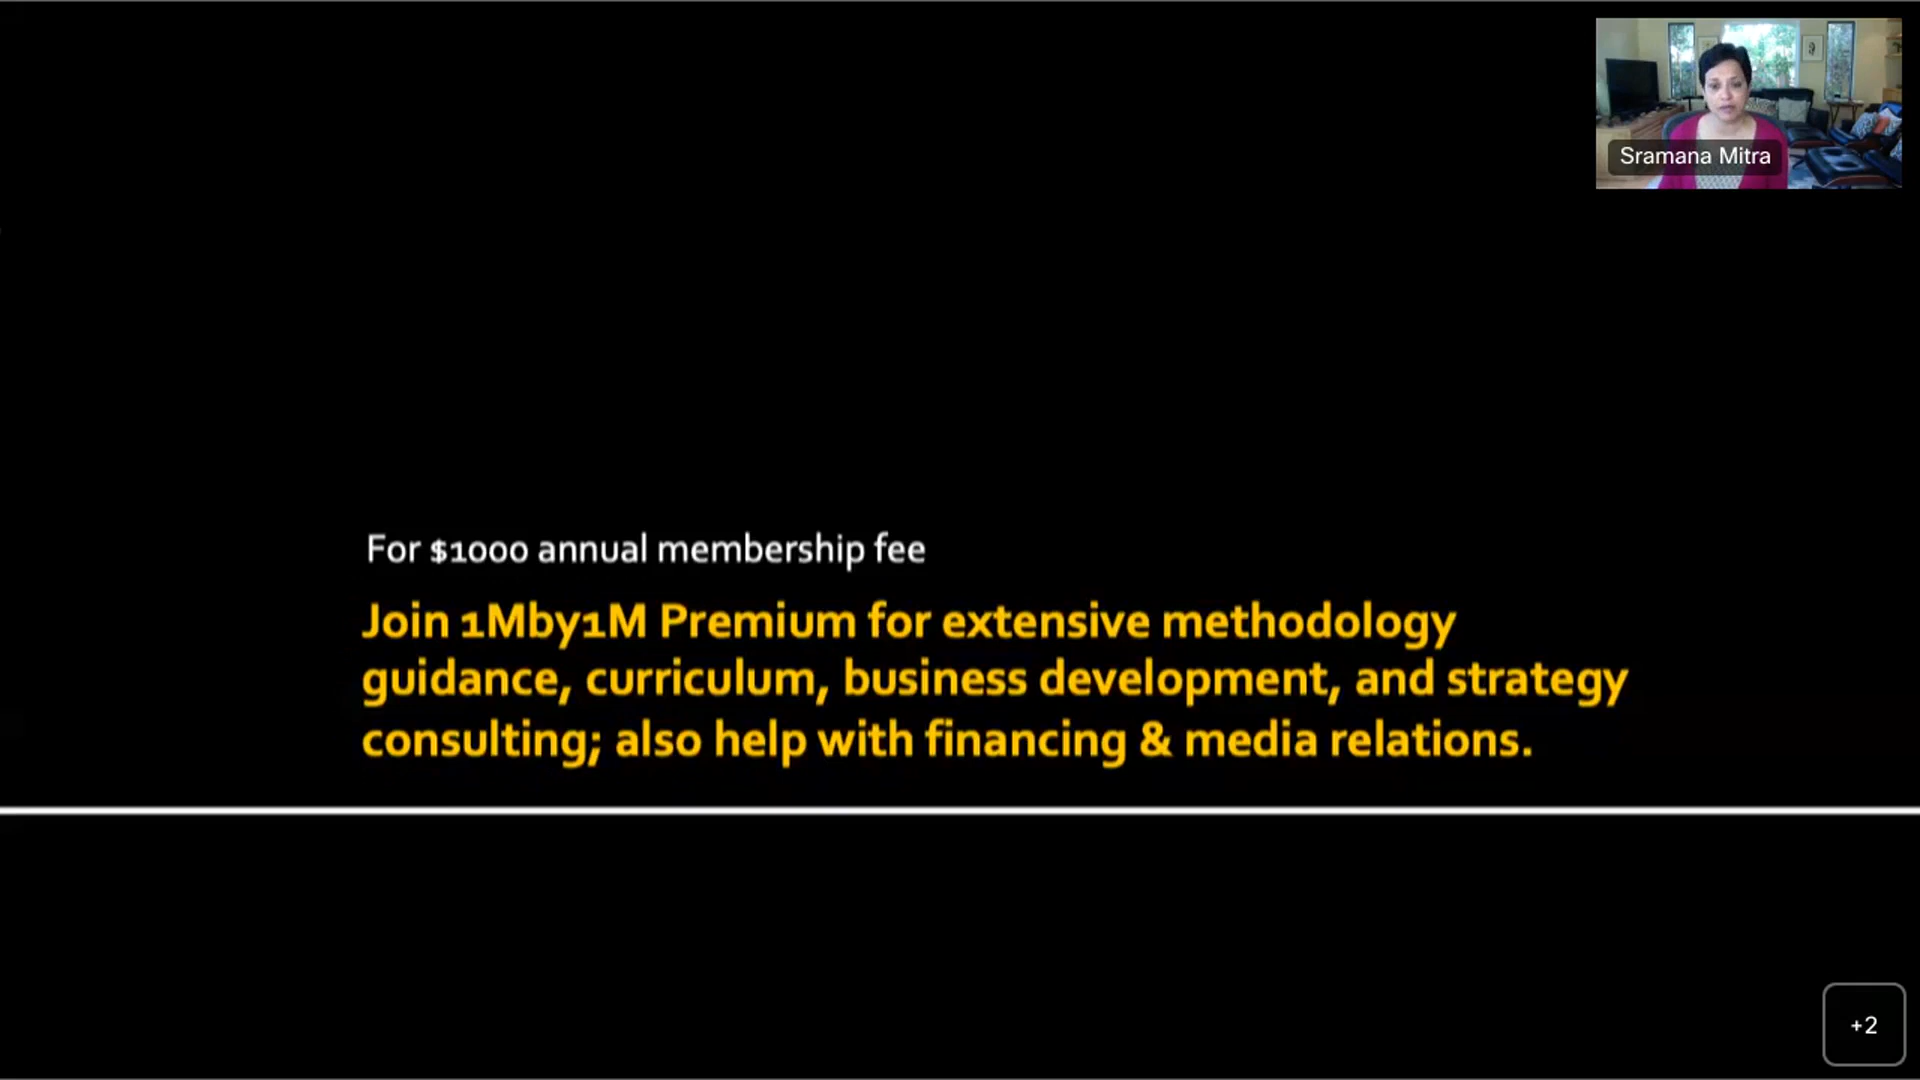 Sramana Mitra
For $1000 annual membership fee
Join 1Mby1M Premium for extensive methodology
guidance, curriculum, business development, and strategy
consulting; also help with financing & media relations.
+2